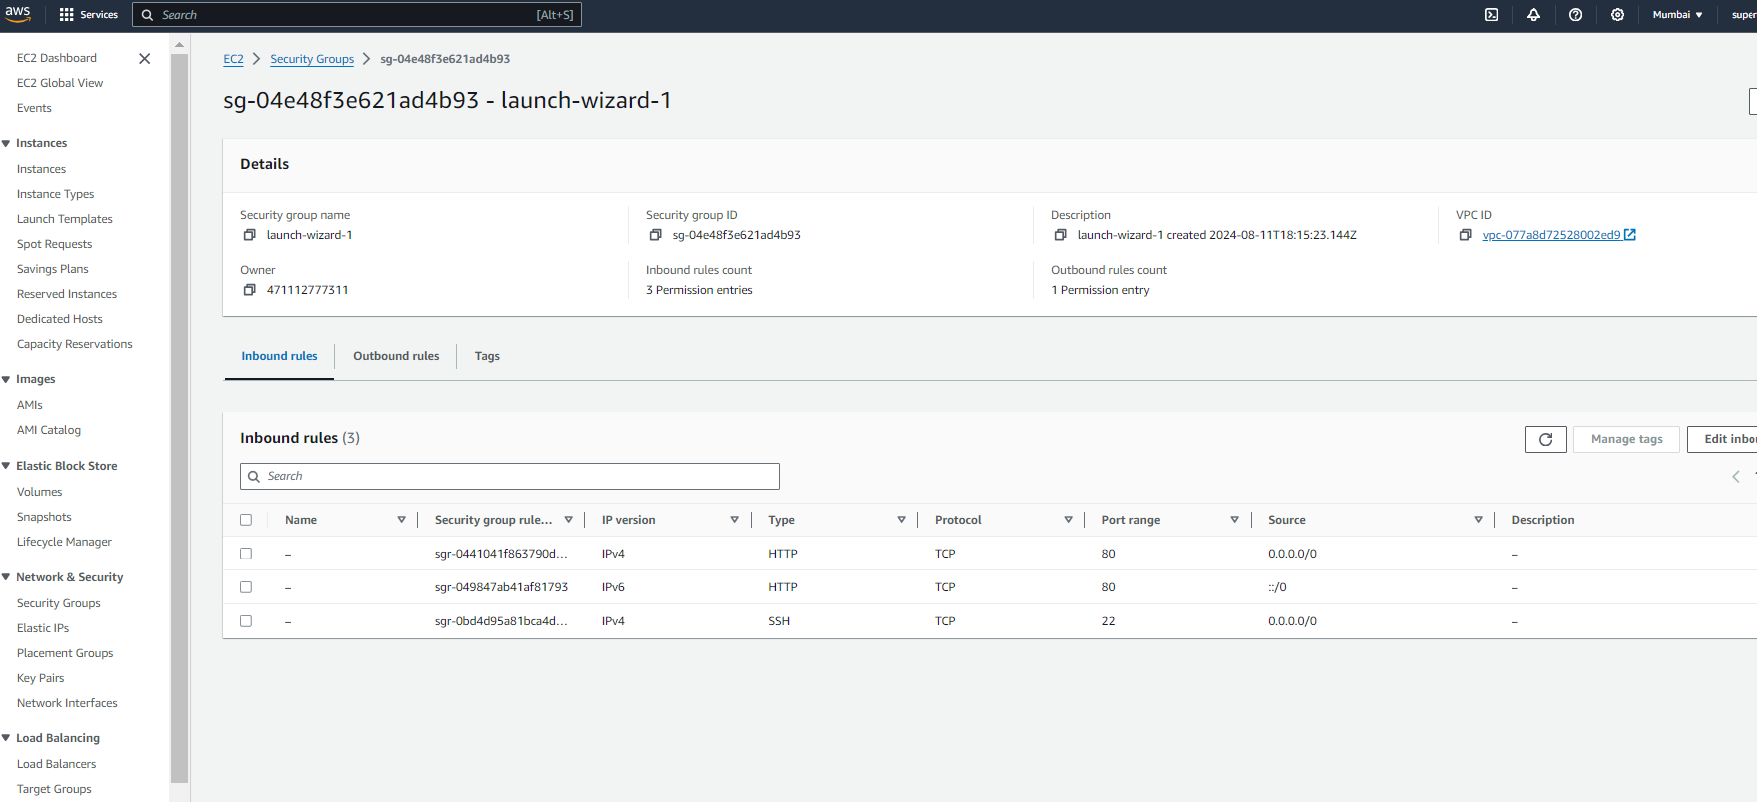 aws Services Search [Alt+S] Mumbai super
EC2 Dashboard
EC2 Global View
Events
Instances
Instances
Instance Types
Launch Templates
Spot Requests
Savings Plans
Reserved Instances
Dedicated Hosts
Capacity Reservations
Images
AMIs
AMI Catalog
Elastic Block Store
Volumes
Snapshots
Lifecycle Manager
Network & Security
Security Groups
Elastic IPs
Placement Groups
Key Pairs
Network Interfaces
Load Balancing
Load Balancers
Target Groups
EC2 Security Groups sg-04e48f3e621ad4b93
sg-04e48f3e621ad4b93 - launch-wizard-1
Details
Security group name Security group ID Description VPC ID
launch-wizard-1 sg-04e48f3e621ad4b93 launch-wizard-1 created 2024-08-11T18:15:23.144Z vpc-077a8d72528002ed9
Owner Inbound rules count Outbound rules count
471112777311 3 Permission entries 1 Permission entry
Inbound rules Outbound rules Tags
Inbound rules (3) Manage tags Edit inbo
Search
Name Security group rule... IP version Type Protocol Port range Source Description
– sgr-0441041f863790d... IPv4 HTTP TCP 80 0.0.0.0/0 –
– sgr-049847ab41af81793 IPv6 HTTP TCP 80 ::/0 –
– sgr-0bd4d95a81bca4d... IPv4 SSH TCP 22 0.0.0.0/0 –